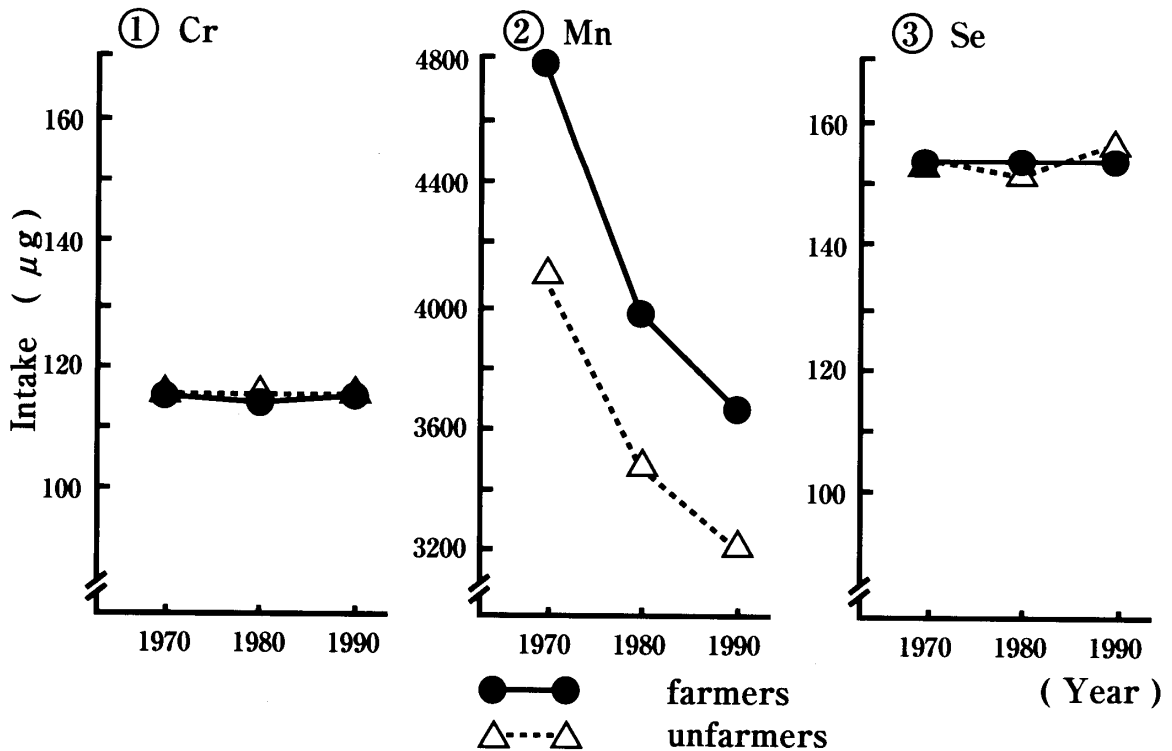 ① Cr
160
140
120
100
Intake ( μg )
1970 1980 1990
② Mn
4800
4400
4000
3600
3200
1970 1980 1990
③ Se
160
140
120
100
1970 1980 1990
( Year )
farmers
unfarmers